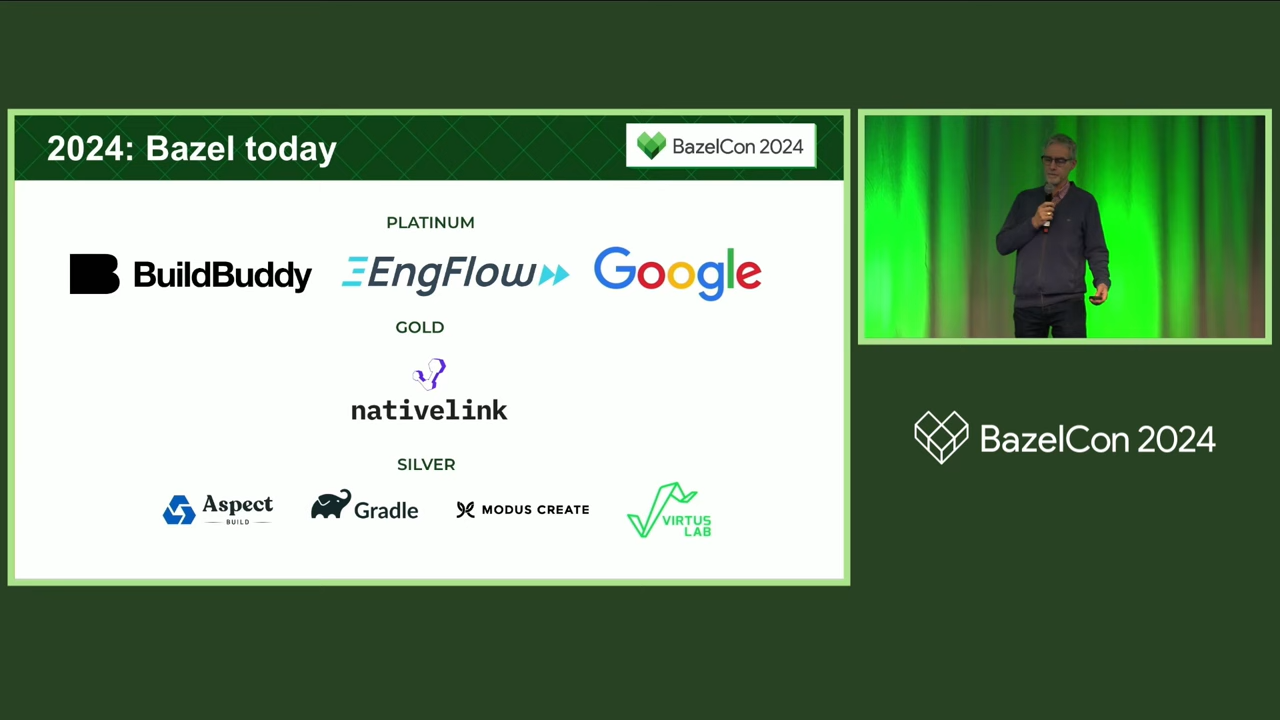 2024: Bazel today
BazelCon 2024
PLATINUM
BuildBuddy
EngFlow
Google
GOLD
nativelink
SILVER
Aspect
BUILD
Gradle
MODUS CREATE
VIRTUS
LAB
BazelCon 2024